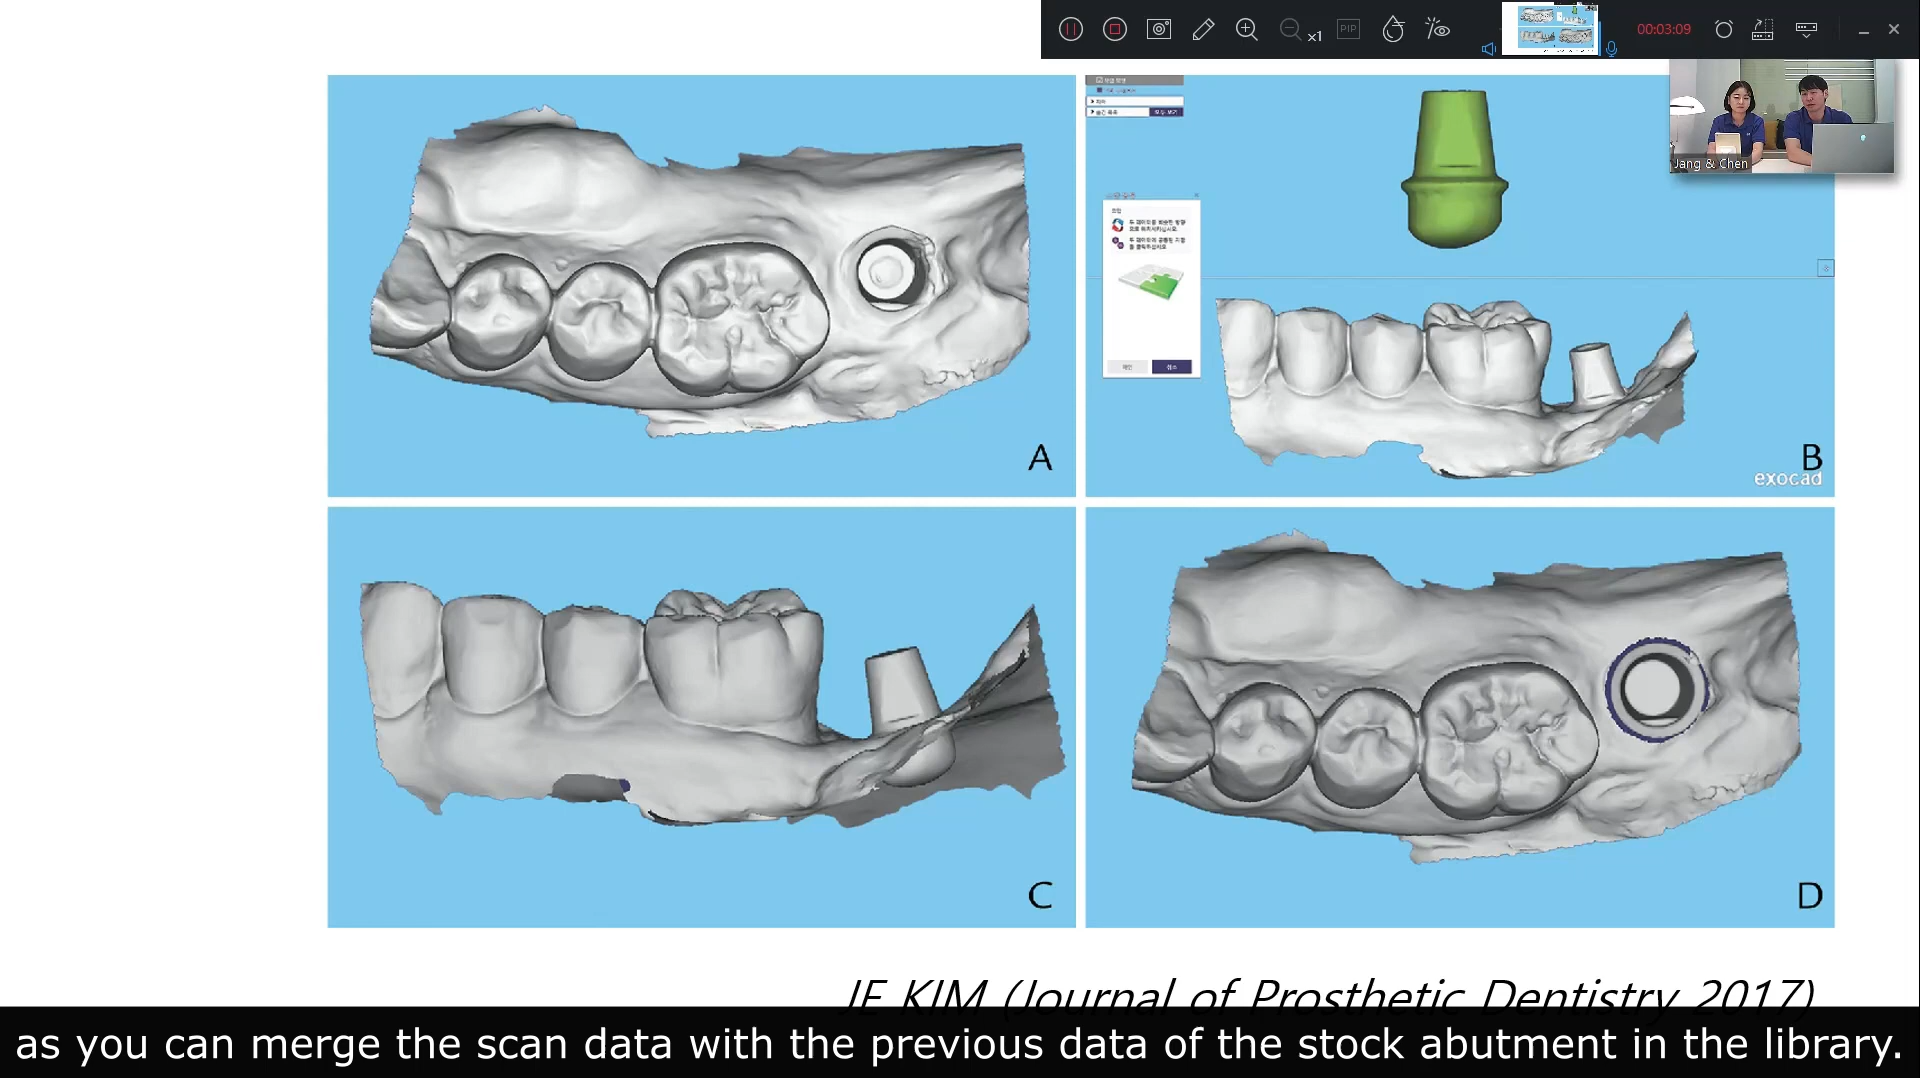 PIP
x1
00:03:09
Jang & Chen
A
B
exocad
C
D
JE KIM (Journal of Prosthetic Dentistry 2017)
as you can merge the scan data with the previous data of the stock abutment in the library.